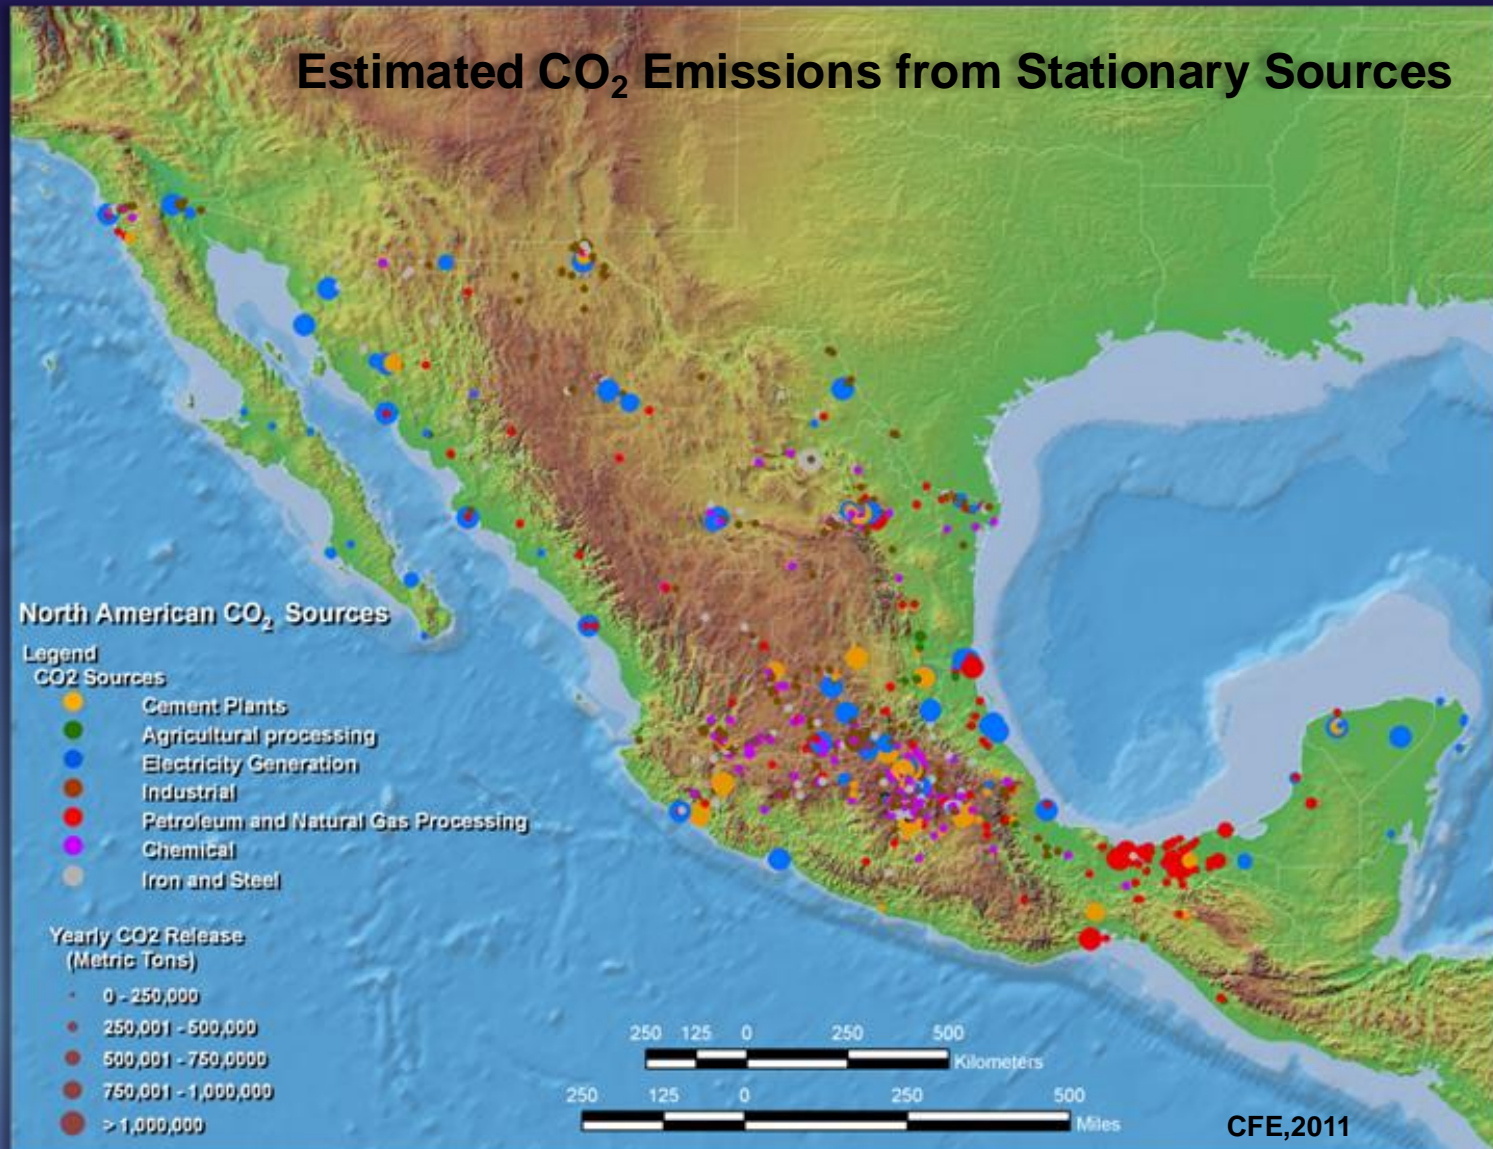 Estimated CO₂ Emissions from Stationary Sources
North American CO₂ Sources
Legend
CO2 Sources
Cement Plants
Agricultural processing
Electricity Generation
Industrial
Petroleum and Natural Gas Processing
Chemical
Iron and Steel
Yearly CO2 Release
(Metric Tons)
0 - 250,000
250,001 - 500,000
500,001 - 750,0000
750,001 - 1,000,000
> 1,000,000
250 125 0 250 500
Kilometers
250 125 0 250 500
Miles
CFE,2011